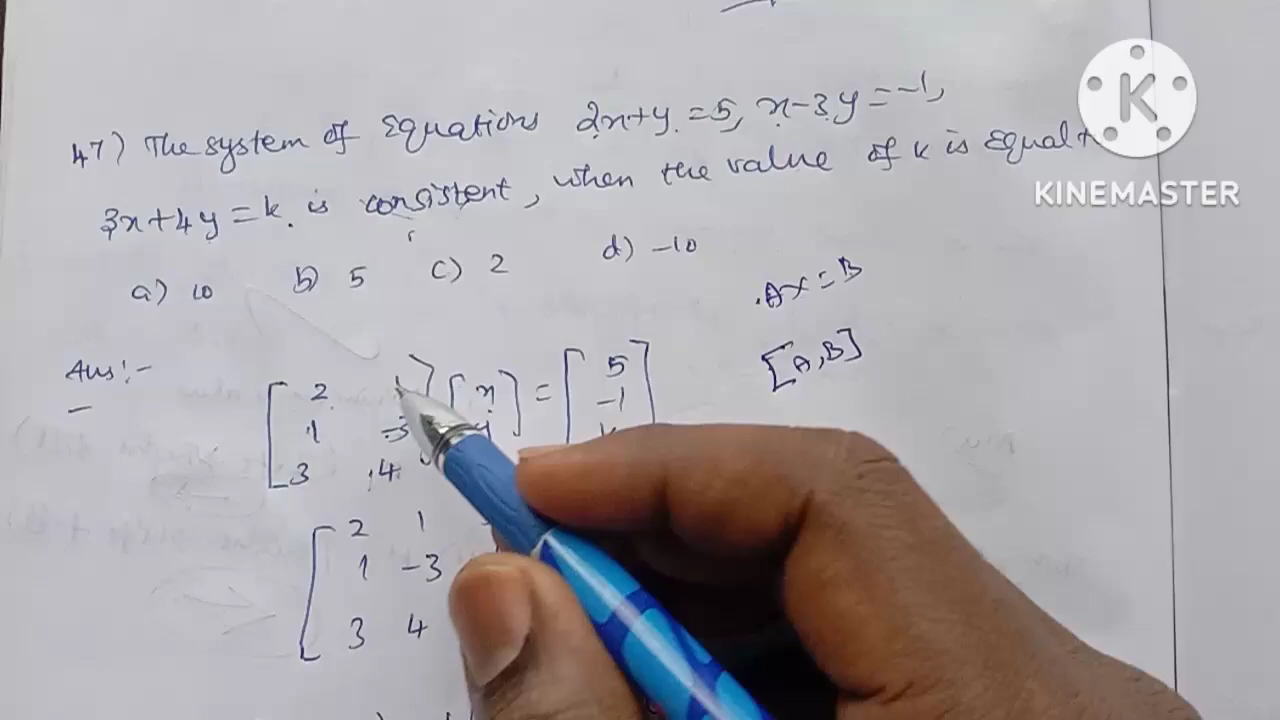 47) The system of Equations 2x+y=5, x-3y=-1,
3x+4y=k. is consistent, when the value of k is equal
a) 10 b) 5 c) 2 d) -10
AX=B
Ans:-
[A,B]
2 1 x = 5
1 -3 y -1
3 4
2 1
1 -3
3 4
K
KINEMASTER